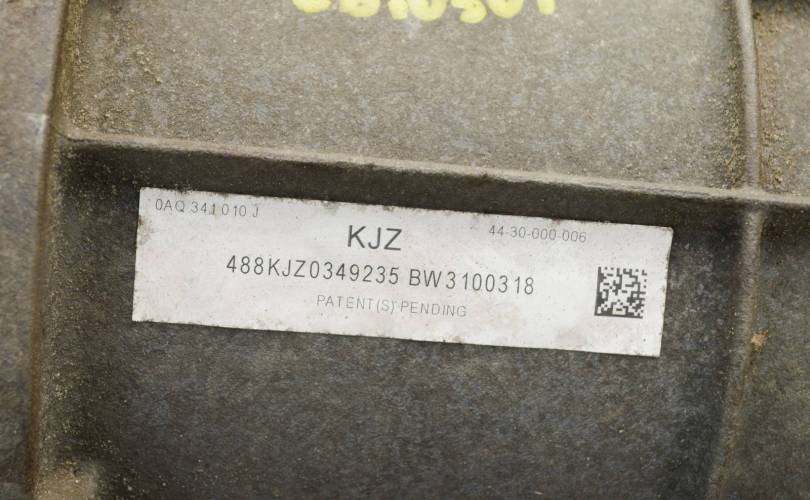 0AQ 341 010 J
KJZ
44-30-000-006
488KJZ0349235 BW3100318
PATENT(S) PENDING